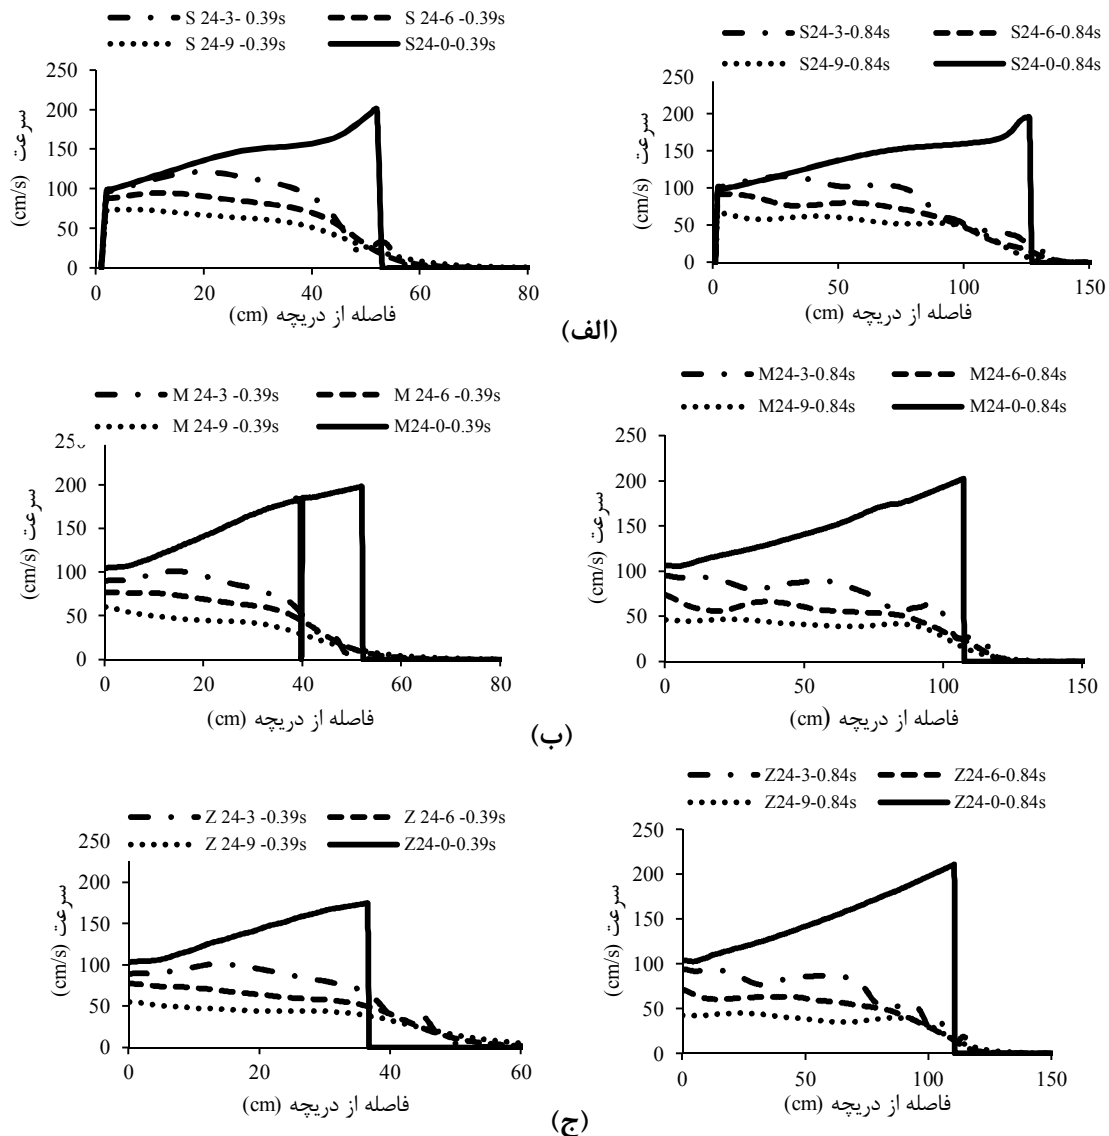 S 24-3- 0.39s S 24-6 -0.39s
S 24-9 -0.39s S24-0-0.39s
250
200
150
100
50
0
سرعت (cm/s)
0 20 40 60 80
فاصله از دریچه (cm)
S24-3-0.84s S24-6-0.84s
S24-9-0.84s S24-0-0.84s
250
200
150
100
50
0
سرعت (cm/s)
0 50 100 150
فاصله از دریچه (cm)
(الف)
M 24-3 -0.39s M 24-6 -0.39s
M 24-9 -0.39s M24-0-0.39s
250
200
150
100
50
0
سرعت (cm/s)
0 20 40 60 80
فاصله از دریچه (cm)
M24-3-0.84s M24-6-0.84s
M24-9-0.84s M24-0-0.84s
250
200
150
100
50
0
سرعت (cm/s)
0 50 100 150
فاصله از دریچه (cm)
(ب)
Z 24-3 -0.39s Z 24-6 -0.39s
Z 24-9 -0.39s Z24-0-0.39s
250
200
150
100
50
0
سرعت (cm/s)
0 20 40 60
فاصله از دریچه (cm)
Z24-3-0.84s Z24-6-0.84s
Z24-9-0.84s Z24-0-0.84s
250
200
150
100
50
0
سرعت (cm/s)
0 50 100 150
فاصله از دریچه (cm)
(ج)